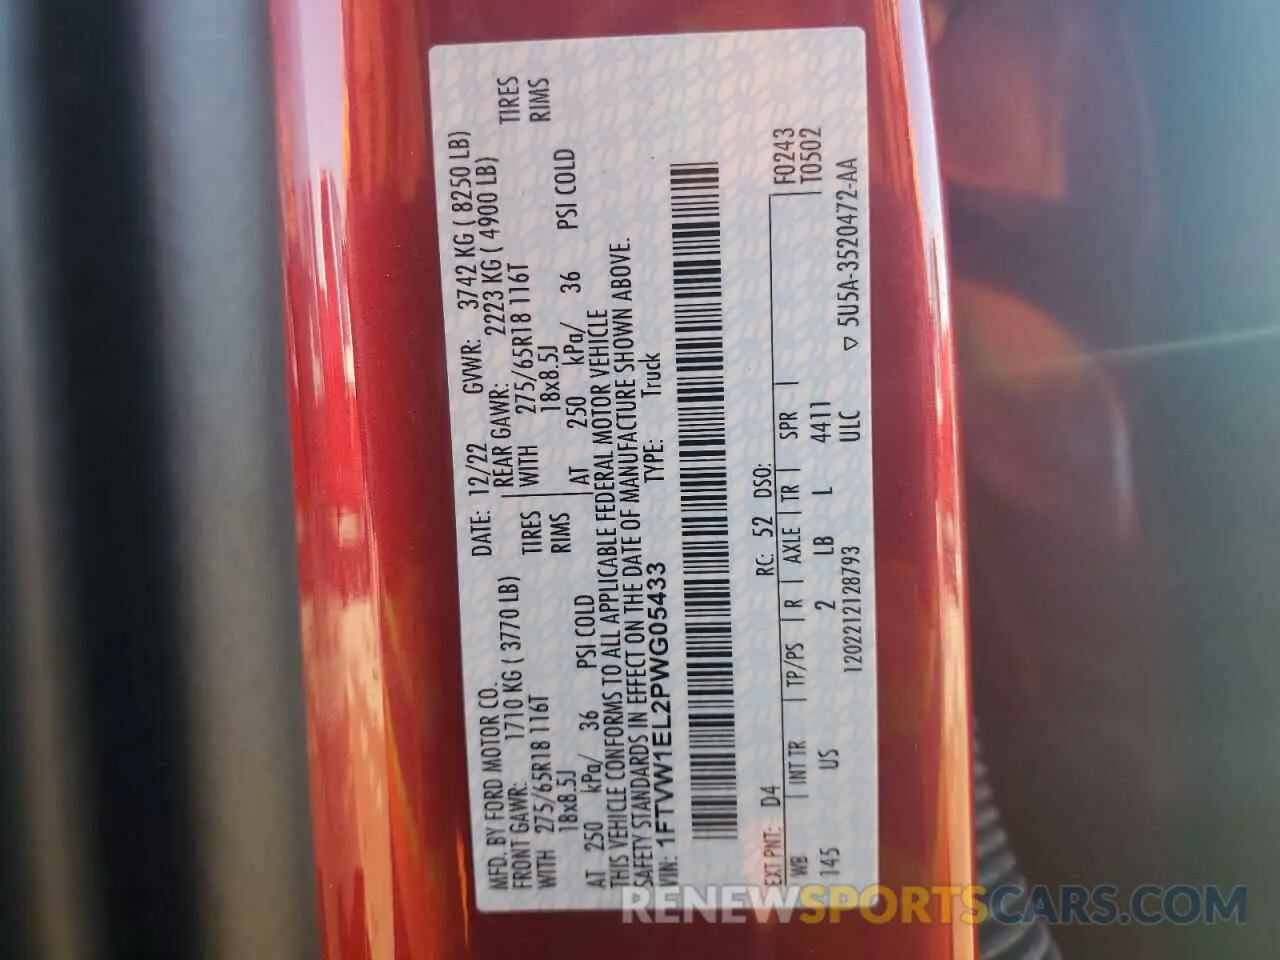 MFD. BY FORD MOTOR CO.
DATE: 12/22 GVWR: 3742 KG ( 8250 LB)
FRONT GAWR: 1710 KG ( 3770 LB)
REAR GAWR: 2223 KG ( 4900 LB)
WITH 275/65R18 116T TIRES
WITH 275/65R18 116T TIRES
18x8.5J RIMS
18x8.5J RIMS
AT 250 kPa/ 36 PSI COLD
AT 250 kPa/ 36 PSI COLD
THIS VEHICLE CONFORMS TO ALL APPLICABLE FEDERAL MOTOR VEHICLE
SAFETY STANDARDS IN EFFECT ON THE DATE OF MANUFACTURE SHOWN ABOVE.
VIN: 1FTVW1EL2PWG05433 TYPE: Truck
EXT PNT: D4 RC: 52 DSO:
WB | INT TR | TP/PS | R | AXLE | TR | SPR | F0243
145 US 2 LB L 4411 T0502
120221218793 ULC ▽ 5U5A-3520472-AA
RENEWSPORTSCARS.COM